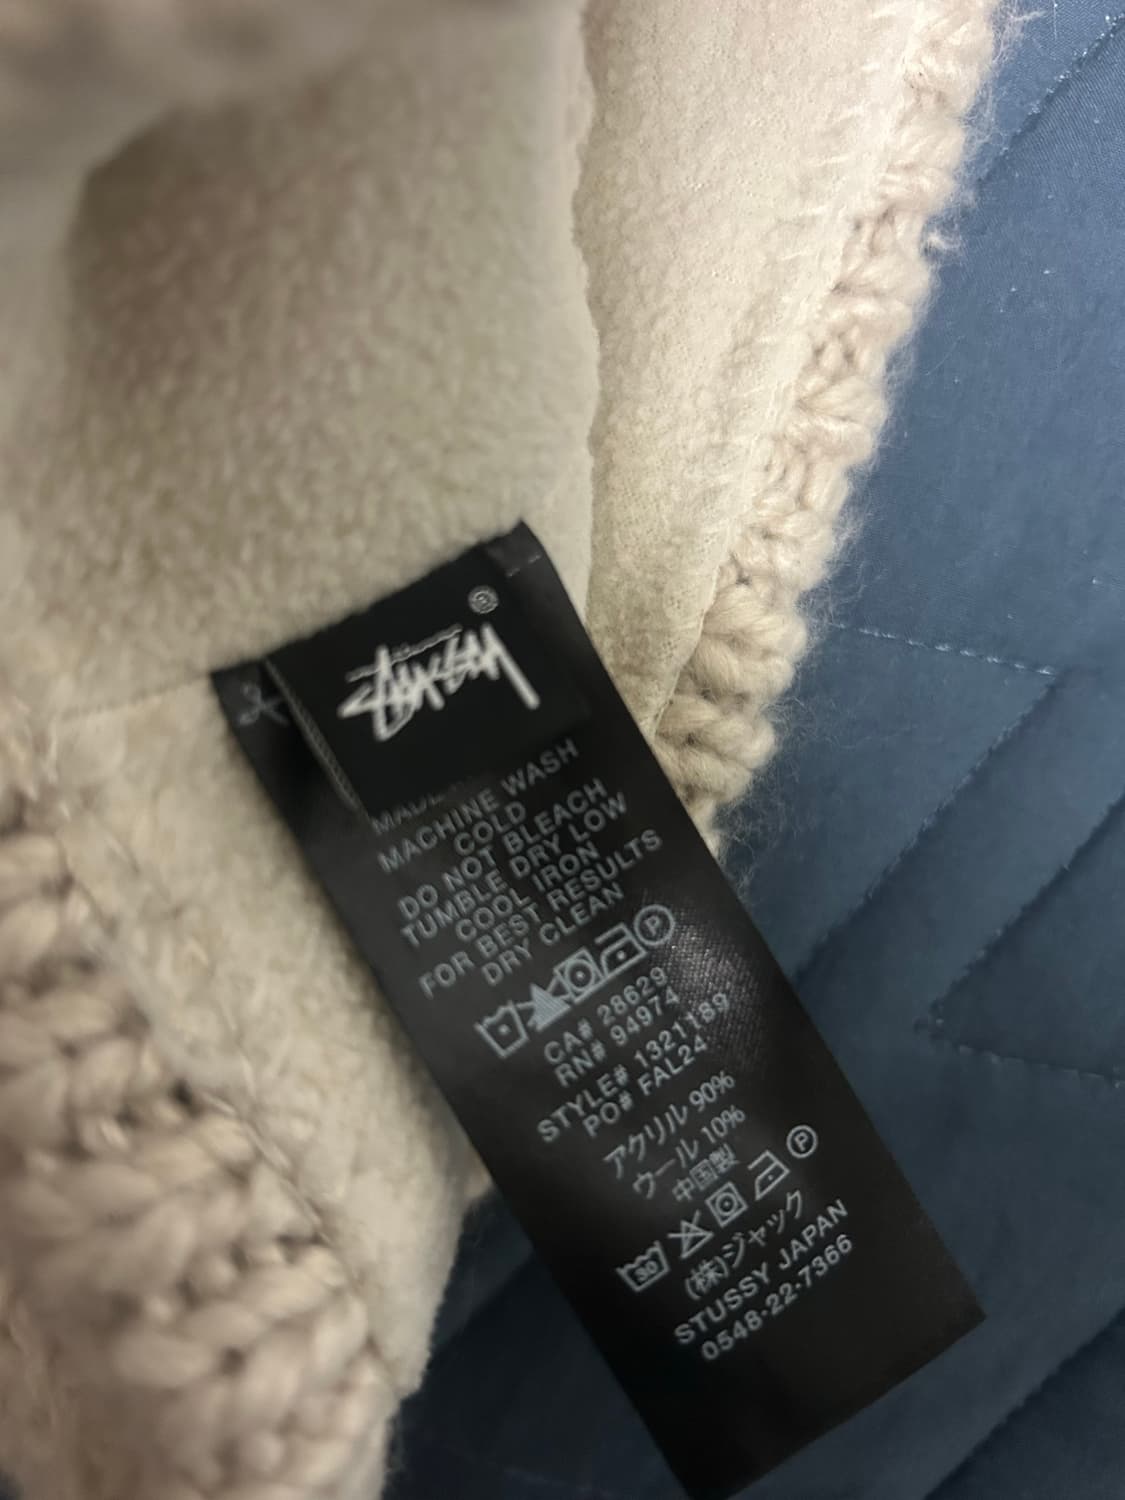 ®
Stüssy
MACHINE WASH
COLD
DO NOT BLEACH
TUMBLE DRY LOW
COOL IRON
FOR BEST RESULTS
DRY CLEAN
P
CA# 28629
RN# 94974
STYLE# 1321189
PO# FAL24
アクリル 90%
ウール 10%
中国製
30 P
(株)ジャック
STUSSY JAPAN
0548-22-7366